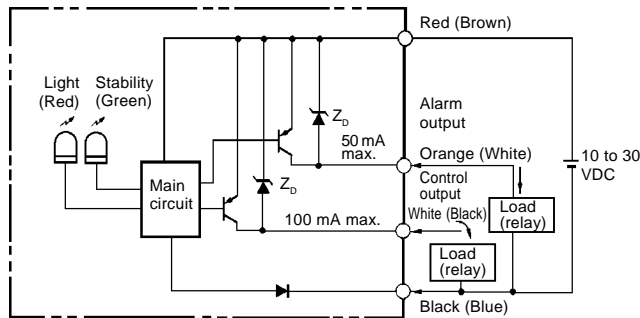 Red (Brown)
Light
(Red)
Stability
(Green)
Z_D
Alarm
output
50 mA
max.
Orange (White)
10 to 30
VDC
Main
circuit
Z_D
Control
output
100 mA max.
White (Black)
Load
(relay)
Load
(relay)
Black (Blue)